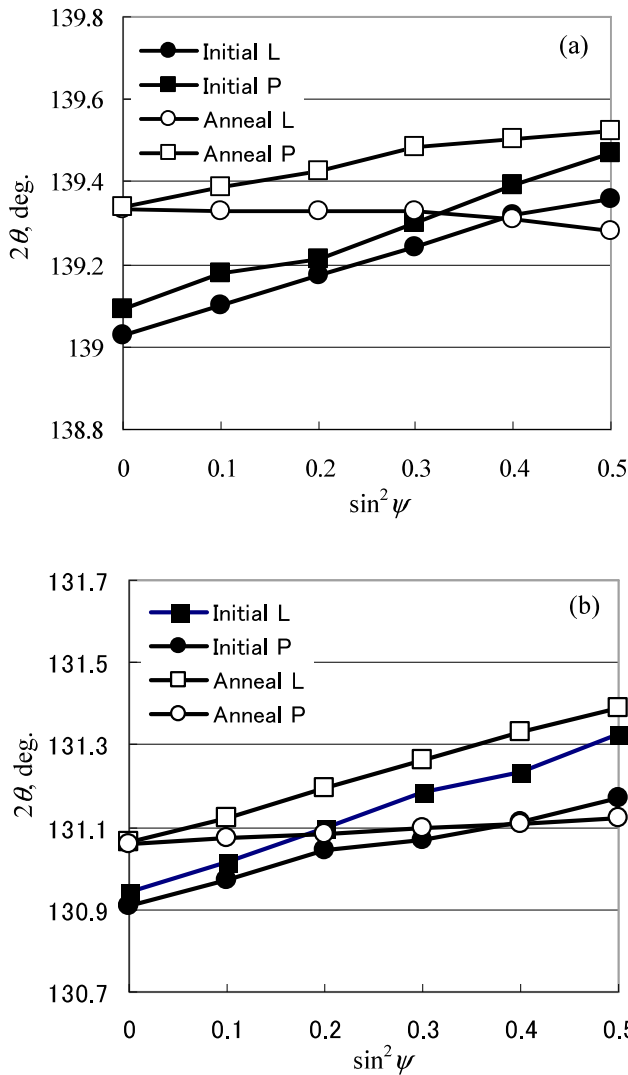 139.8
139.6
139.4
139.2
139
138.8
2θ, deg.
(a)
Initial L
Initial P
Anneal L
Anneal P
0 0.1 0.2 0.3 0.4 0.5
sin² ψ
131.7
131.5
131.3
131.1
130.9
130.7
2θ, deg.
(b)
Initial L
Initial P
Anneal L
Anneal P
0 0.1 0.2 0.3 0.4 0.5
sin² ψ